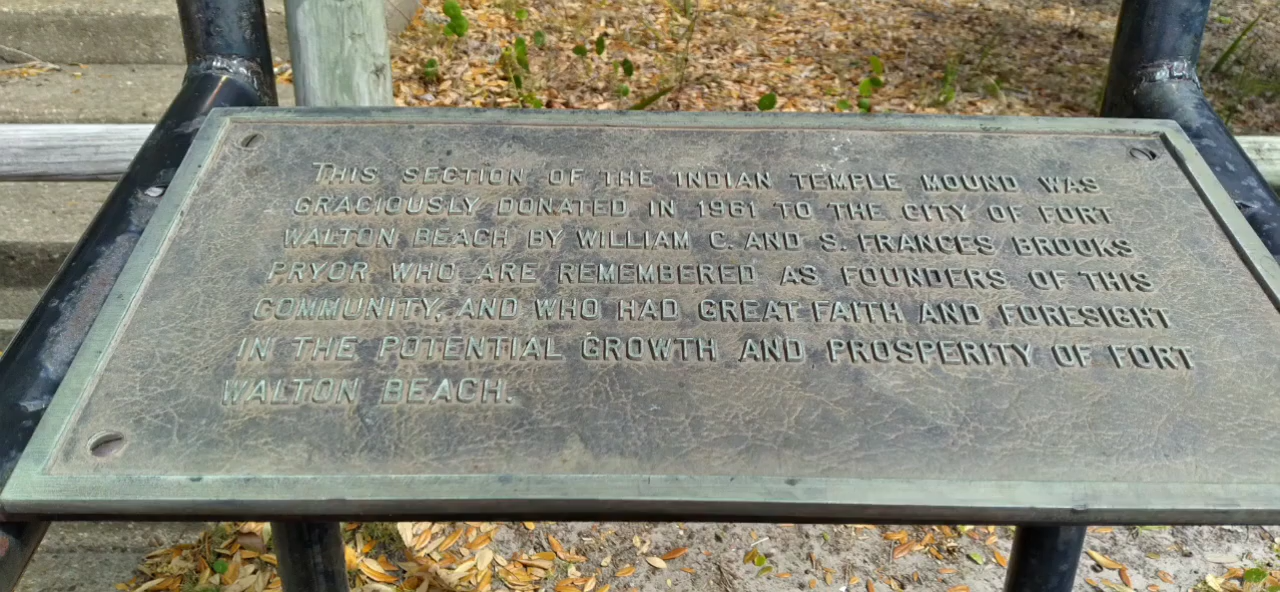 THIS SECTION OF THE INDIAN TEMPLE MOUND WAS
GRACIOUSLY DONATED IN 1961 TO THE CITY OF FORT
WALTON BEACH BY WILLIAM C. AND S. FRANCES BROOKS
PRYOR WHO ARE REMEMBERED AS FOUNDERS OF THIS
COMMUNITY, AND WHO HAD GREAT FAITH AND FORESIGHT
IN THE POTENTIAL GROWTH AND PROSPERITY OF FORT
WALTON BEACH.